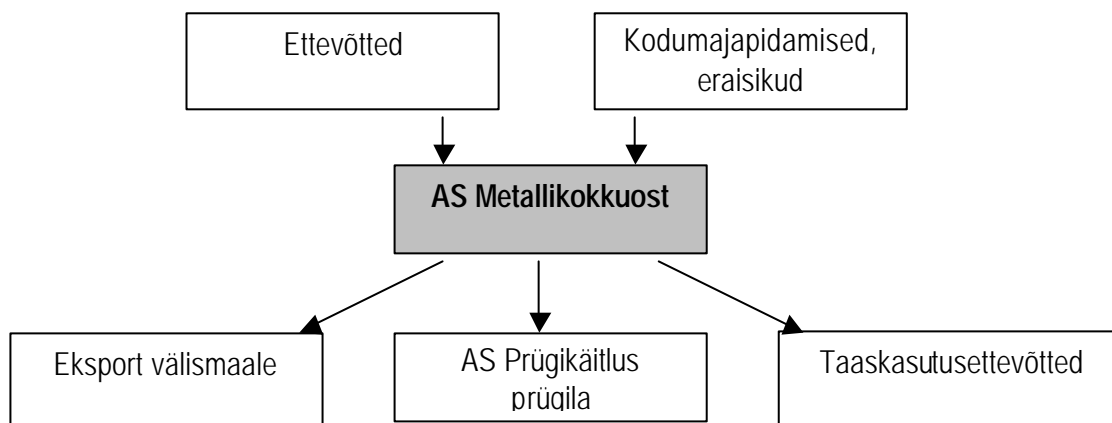 Ettevõtted
Kodumajapidamised,
eraisikud
AS Metallikokkuost
Eksport välismaale
AS Prügikäitlus
prügila
Taaskasutusettevõtted